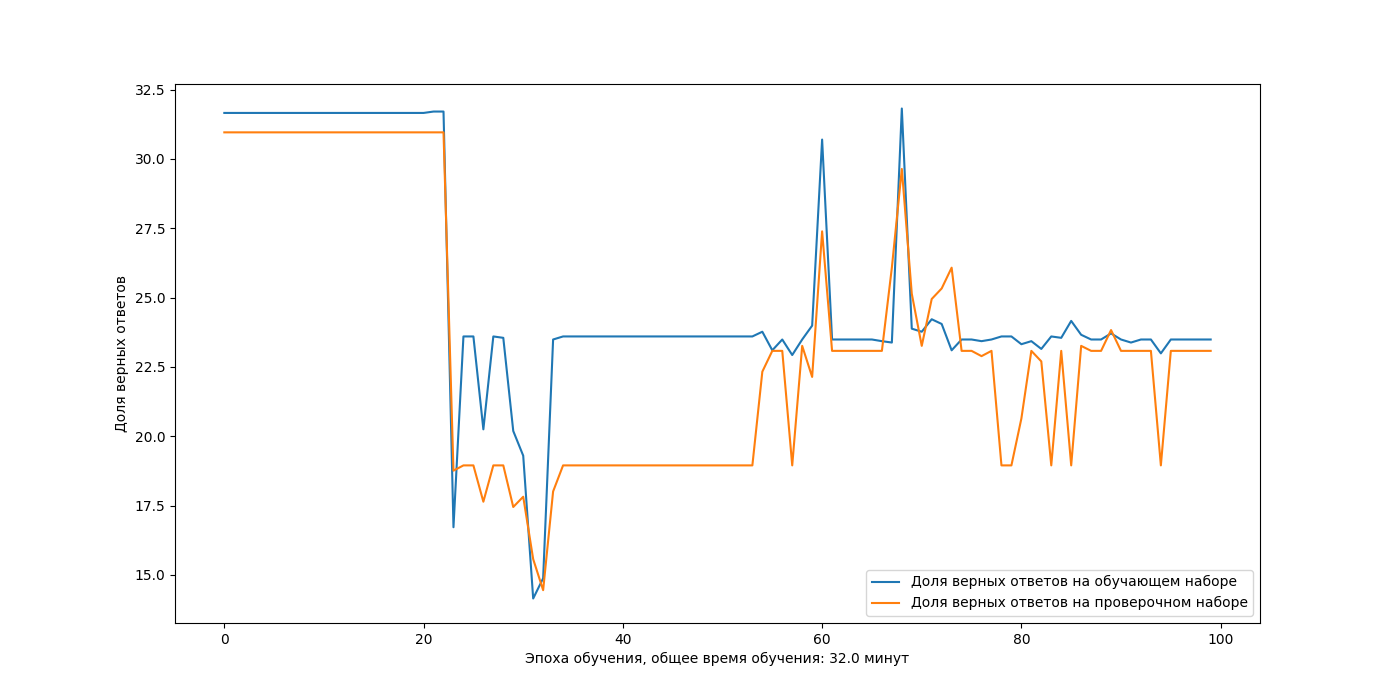 32.5
30.0
27.5
25.0
22.5
20.0
17.5
15.0
Доля верных ответов
Доля верных ответов на обучающем наборе
Доля верных ответов на проверочном наборе
0 20 40 60 80 100
Эпоха обучения, общее время обучения: 32.0 минут